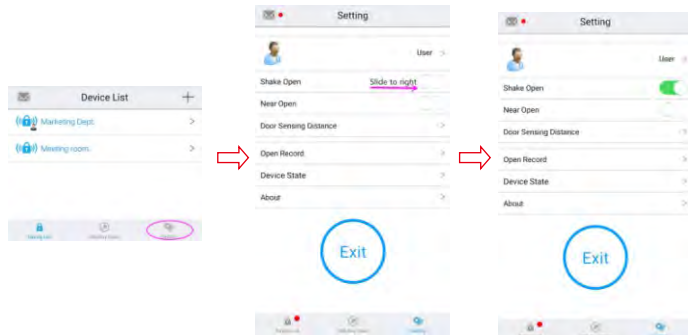 Device List
Marketing Dept.
Meeting room
Setting
User
Shake Open
Slide to right
Near Open
Door Sensing Distance
Open Record
Device State
About
Exit
Setting
User
Shake Open
Near Open
Door Sensing Distance
Open Record
Device State
About
Exit